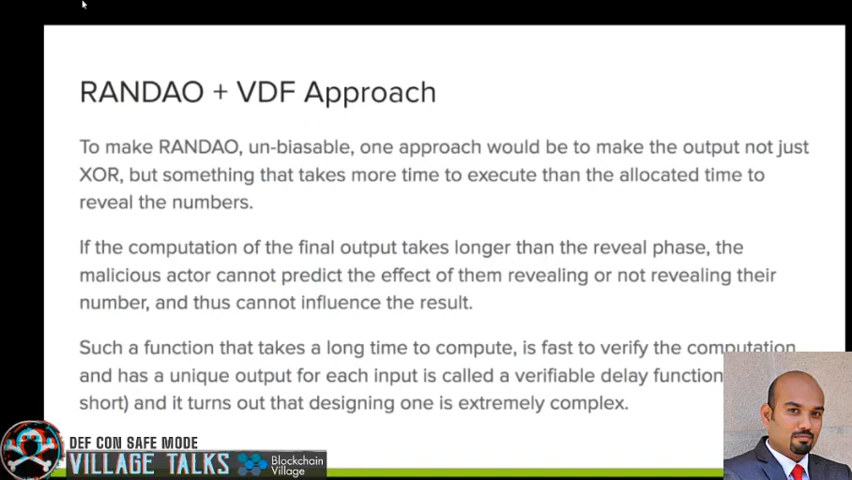 RANDAO + VDF Approach
To make RANDAO, un-biasable, one approach would be to make the output not just
XOR, but something that takes more time to execute than the allocated time to
reveal the numbers.
If the computation of the final output takes longer than the reveal phase, the
malicious actor cannot predict the effect of them revealing or not revealing their
number, and thus cannot influence the result.
Such a function that takes a long time to compute, is fast to verify the computation
and has a unique output for each input is called a verifiable delay function
short) and it turns out that designing one is extremely complex.
DEF CON SAFE MODE
VILLAGE TALKS
Blockchain
Village